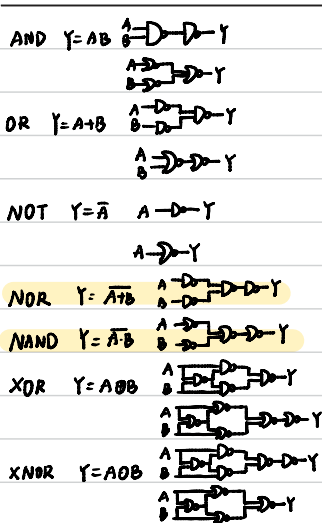 AND Y=AB A B Y
A B Y
OR Y=A+B A B Y
A B Y
NOT Y=A̅ A Y
A Y
NOR Y=A̅+̅B̅ A B Y
NAND Y=A̅·̅B̅ A B Y
XOR Y=A⊕B A B Y
A B Y
XNOR Y=A⊙B A B Y
A B Y